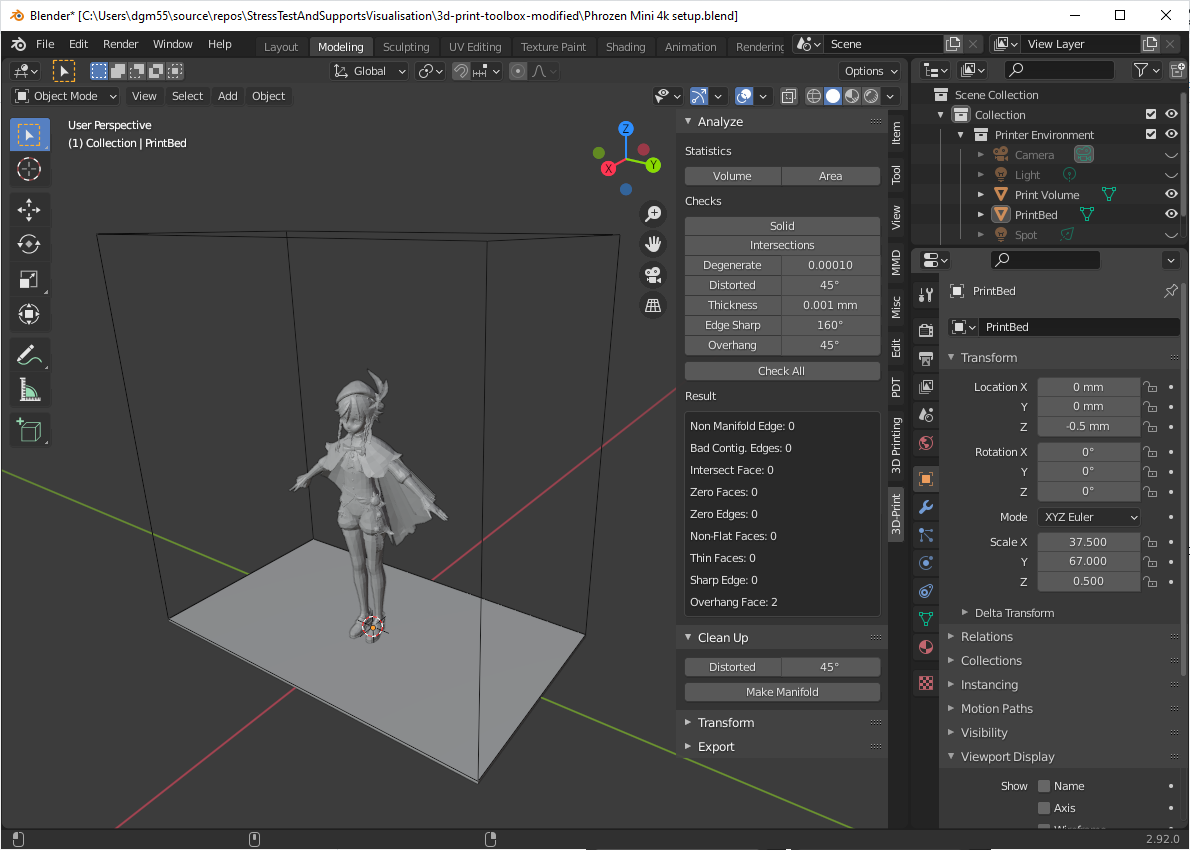 Blender* [C:\Users\dgm55\source\repos\StressTestAndSupportsVisualisation\3d-print-toolbox-modified\Phrozen Mini 4k setup.blend]
File Edit Render Window Help Layout Modeling Sculpting UV Editing Texture Paint Shading Animation Rendering Scene View Layer
Global Options
Object Mode View Select Add Object
User Perspective
(1) Collection | PrintBed
Z
Y
X
Analyze
Statistics
Volume Area
Checks
Solid
Intersections
Degenerate 0.00010
Distorted 45°
Thickness 0.001 mm
Edge Sharp 160°
Overhang 45°
Check All
Result
Non Manifold Edge: 0
Bad Contig. Edges: 0
Intersect Face: 0
Zero Faces: 0
Zero Edges: 0
Non-Flat Faces: 0
Thin Faces: 0
Sharp Edge: 0
Overhang Face: 2
Clean Up
Distorted 45°
Make Manifold
Transform
Export
Item
Tool
View
MMD
Misc
Edit
PDT
3D Printing
3D-Print
Scene Collection
Collection
Printer Environment
Camera
Light
Print Volume
PrintBed
Spot
PrintBed
PrintBed
Transform
Location X 0 mm
Y 0 mm
Z -0.5 mm
Rotation X 0°
Y 0°
Z 0°
Mode XYZ Euler
Scale X 37.500
Y 67.000
Z 0.500
Delta Transform
Relations
Collections
Instancing
Motion Paths
Visibility
Viewport Display
Show Name
Axis
Wireframe
2.92.0